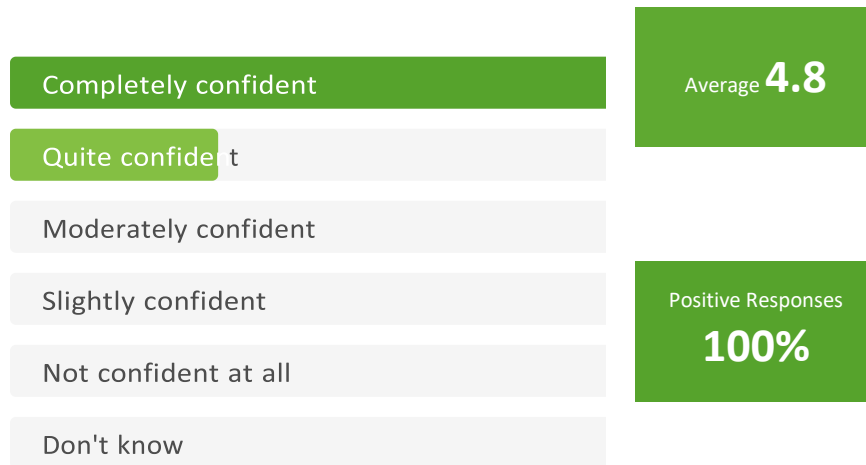 Completely confident
Quite confident
Moderately confident
Slightly confident
Not confident at all
Don't know
Average 4.8
Positive Responses
100%